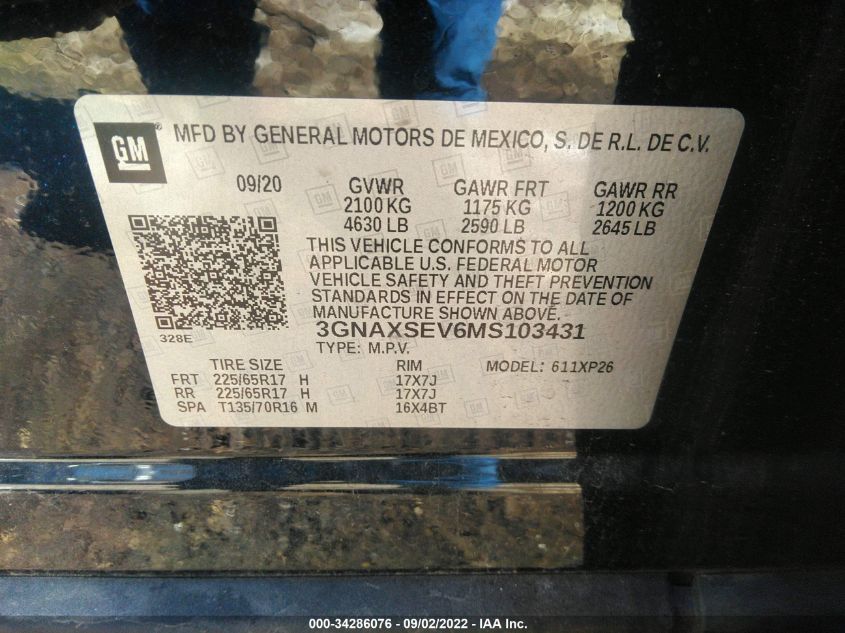 GM
MFD BY GENERAL MOTORS DE MEXICO, S. DE R.L. DE C.V.
09/20 GVWR GAWR FRT GAWR RR
2100 KG 1175 KG 1200 KG
4630 LB 2590 LB 2645 LB
THIS VEHICLE CONFORMS TO ALL
APPLICABLE U.S. FEDERAL MOTOR
VEHICLE SAFETY AND THEFT PREVENTION
STANDARDS IN EFFECT ON THE DATE OF
MANUFACTURE SHOWN ABOVE.
328E
3GNAXSEV6MS103431
TYPE: M.P.V.
TIRE SIZE RIM MODEL: 611XP26
FRT 225/65R17 H 17X7J
RR 225/65R17 H 17X7J
SPA T135/70R16 M 16X4BT
000-34286076 - 09/02/2022 - IAA Inc.